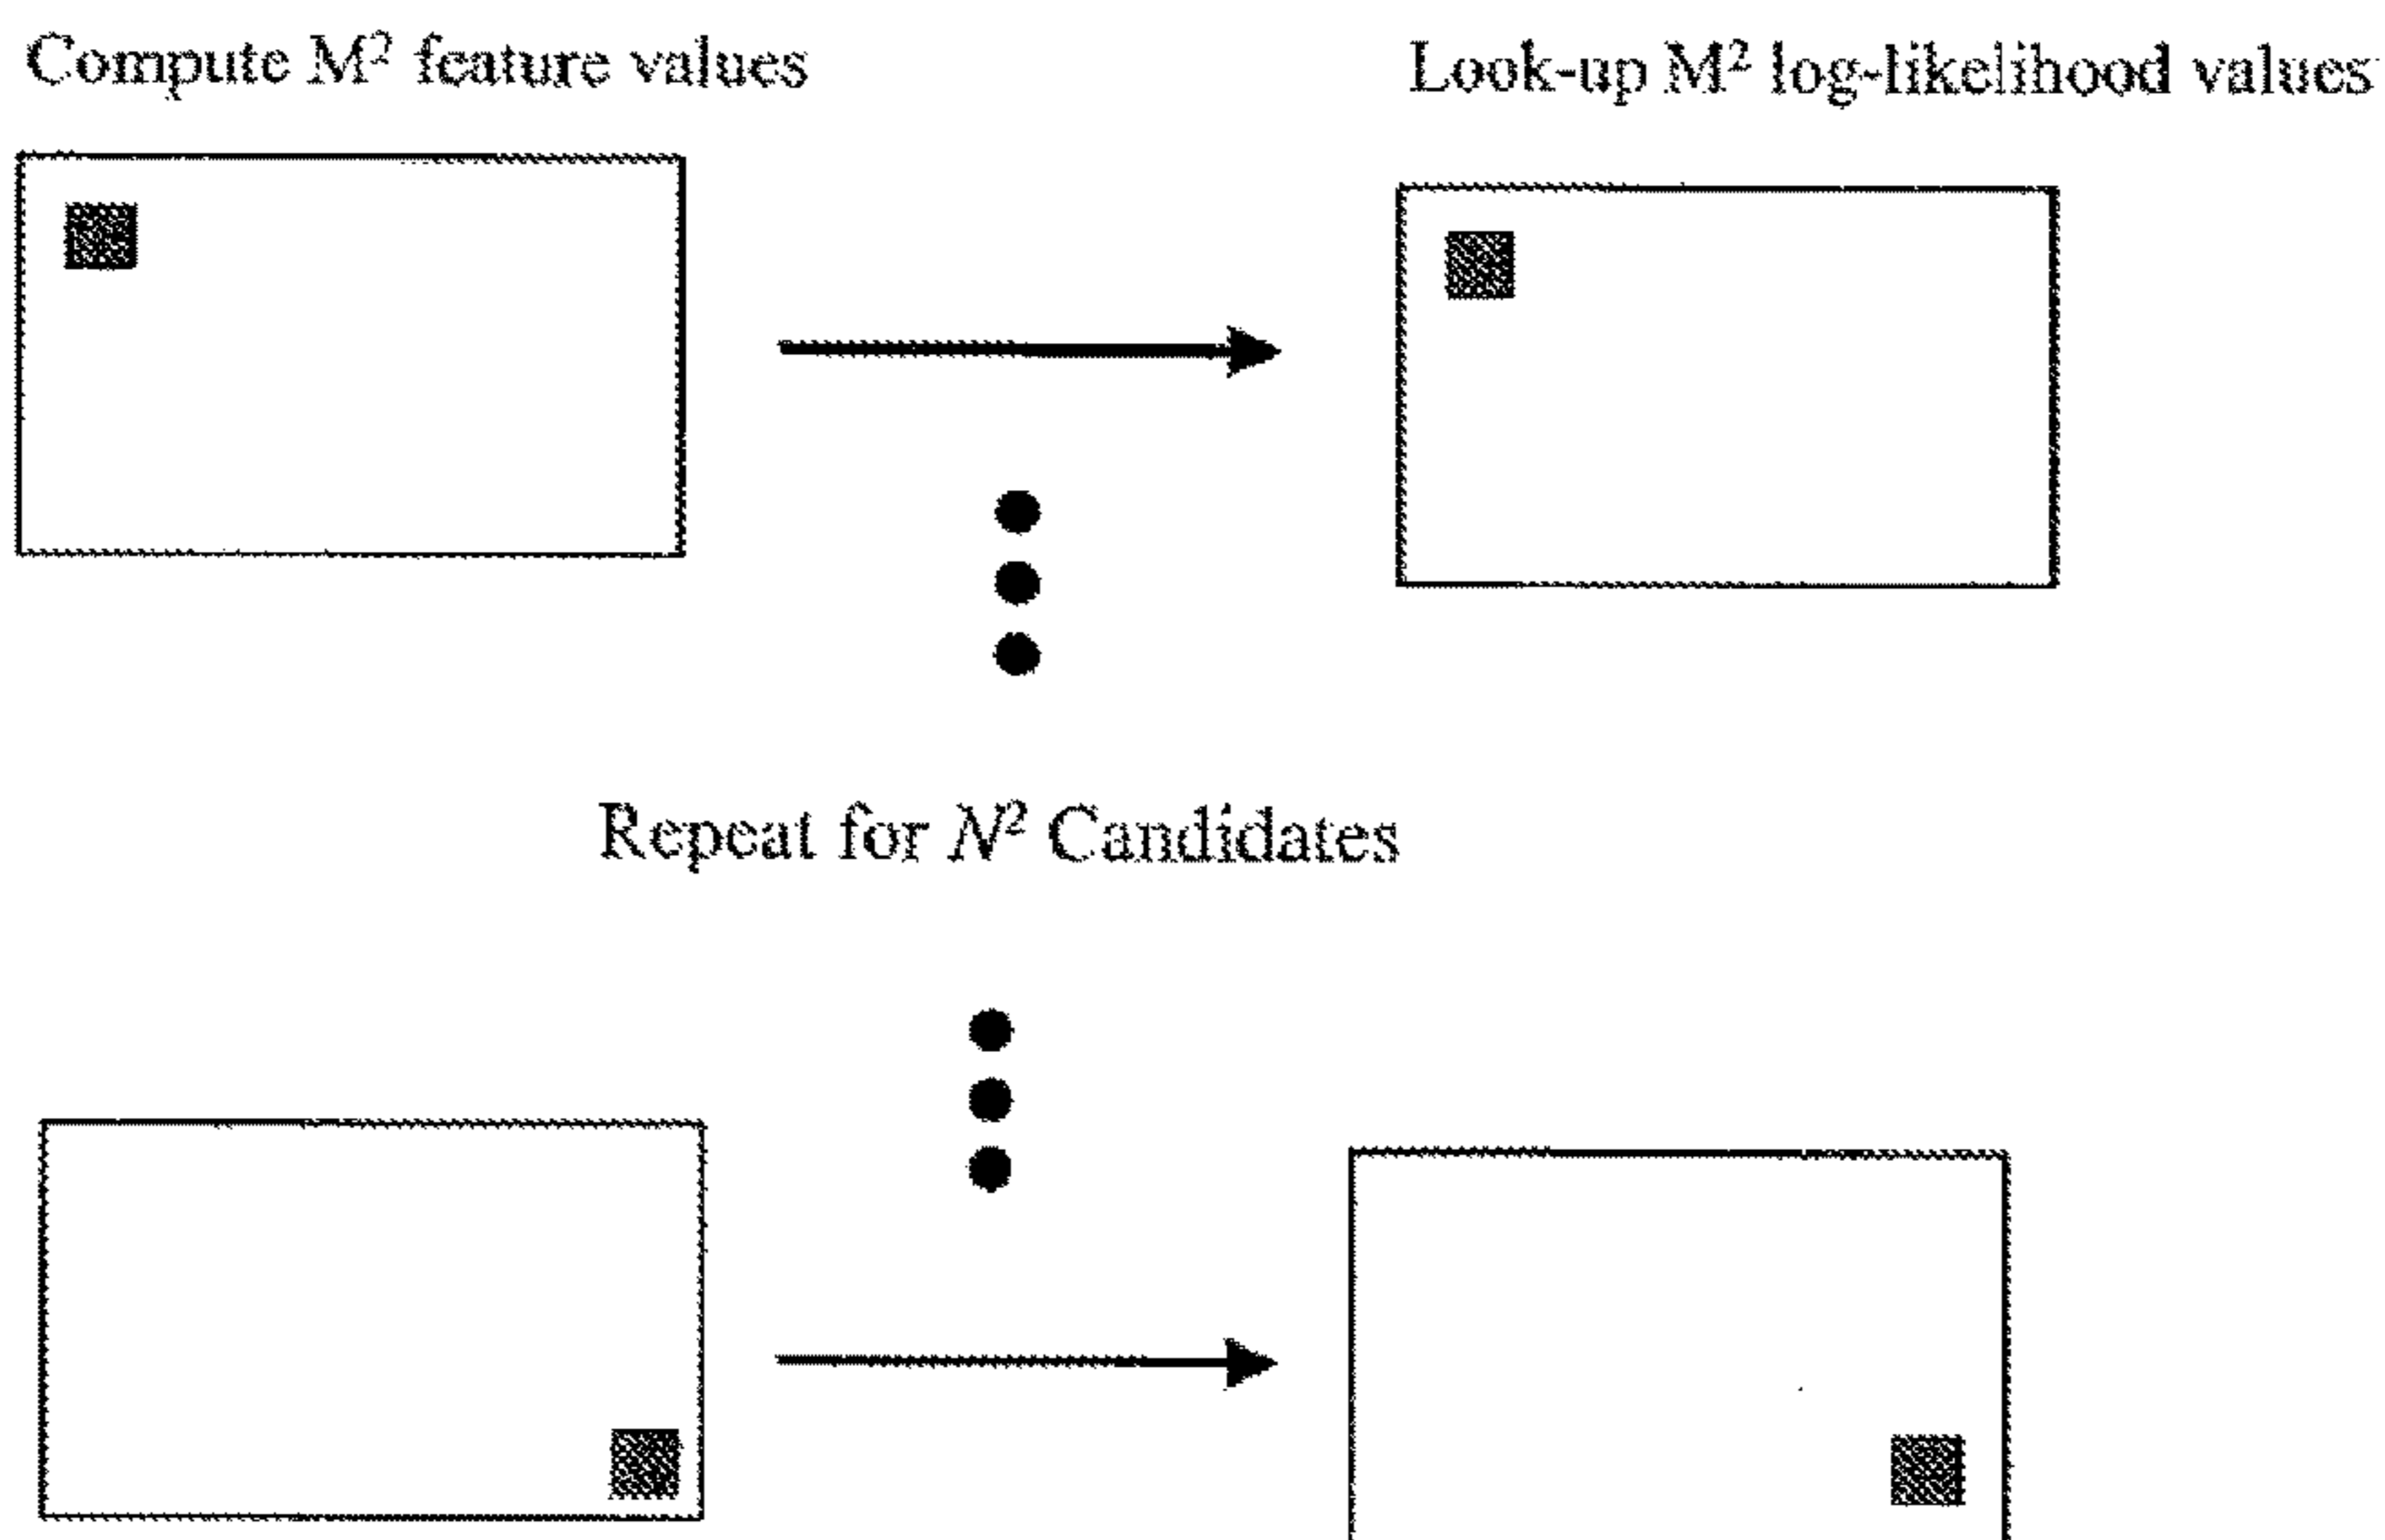 Compute M² feature values
Look-up M² log-likelihood values
Repeat for N² Candidates